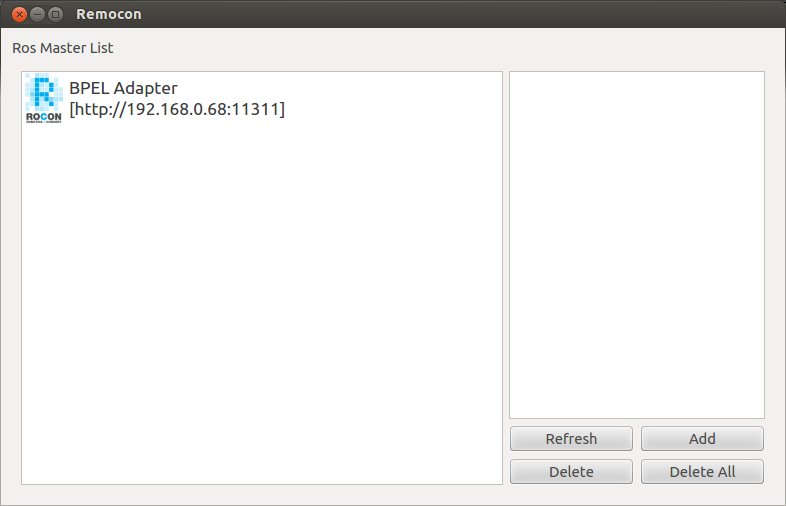 Remocon
Ros Master List
BPEL Adapter
[http://192.168.0.68:11311]
ROCON
Refresh
Add
Delete
Delete All